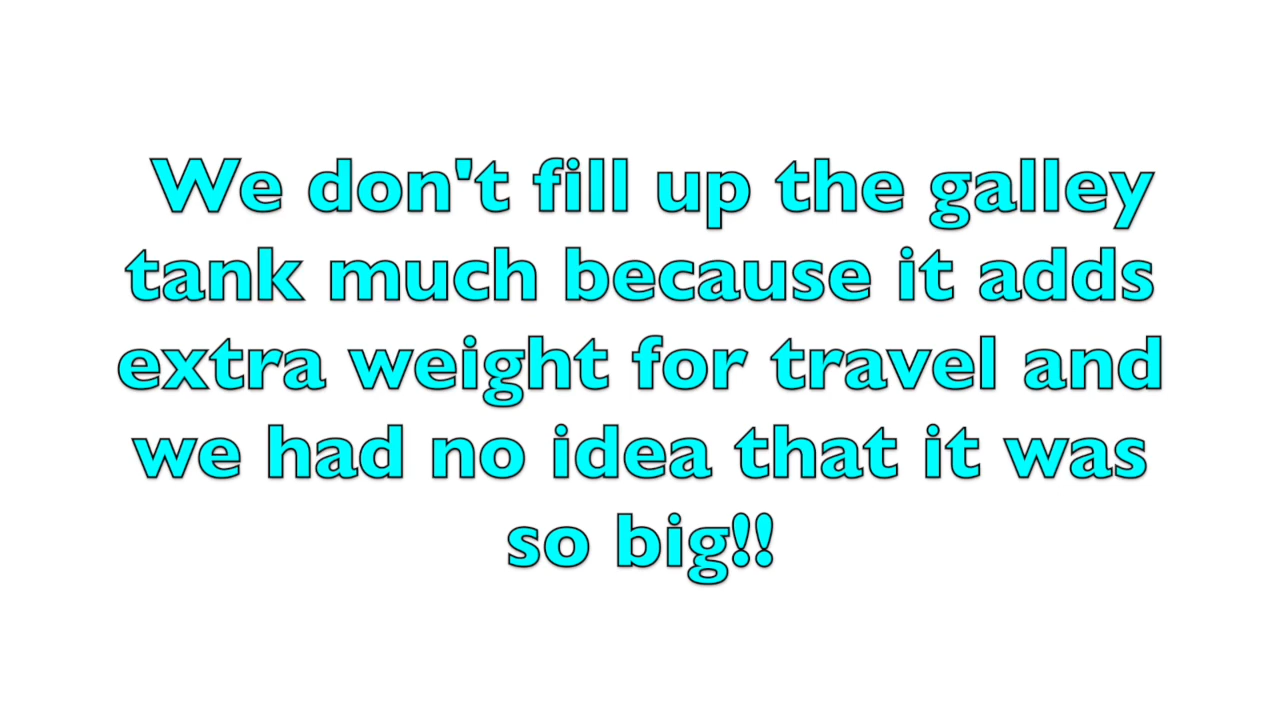 We don't fill up the galley
tank much because it adds
extra weight for travel and
we had no idea that it was
so big!!